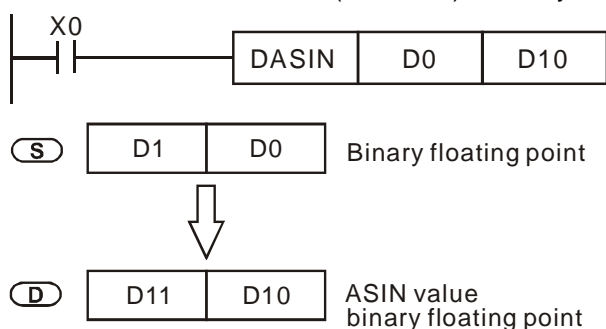 X0
DASIN D0 D10
S D1 D0 Binary floating point
D D11 D10 ASIN value
binary floating point